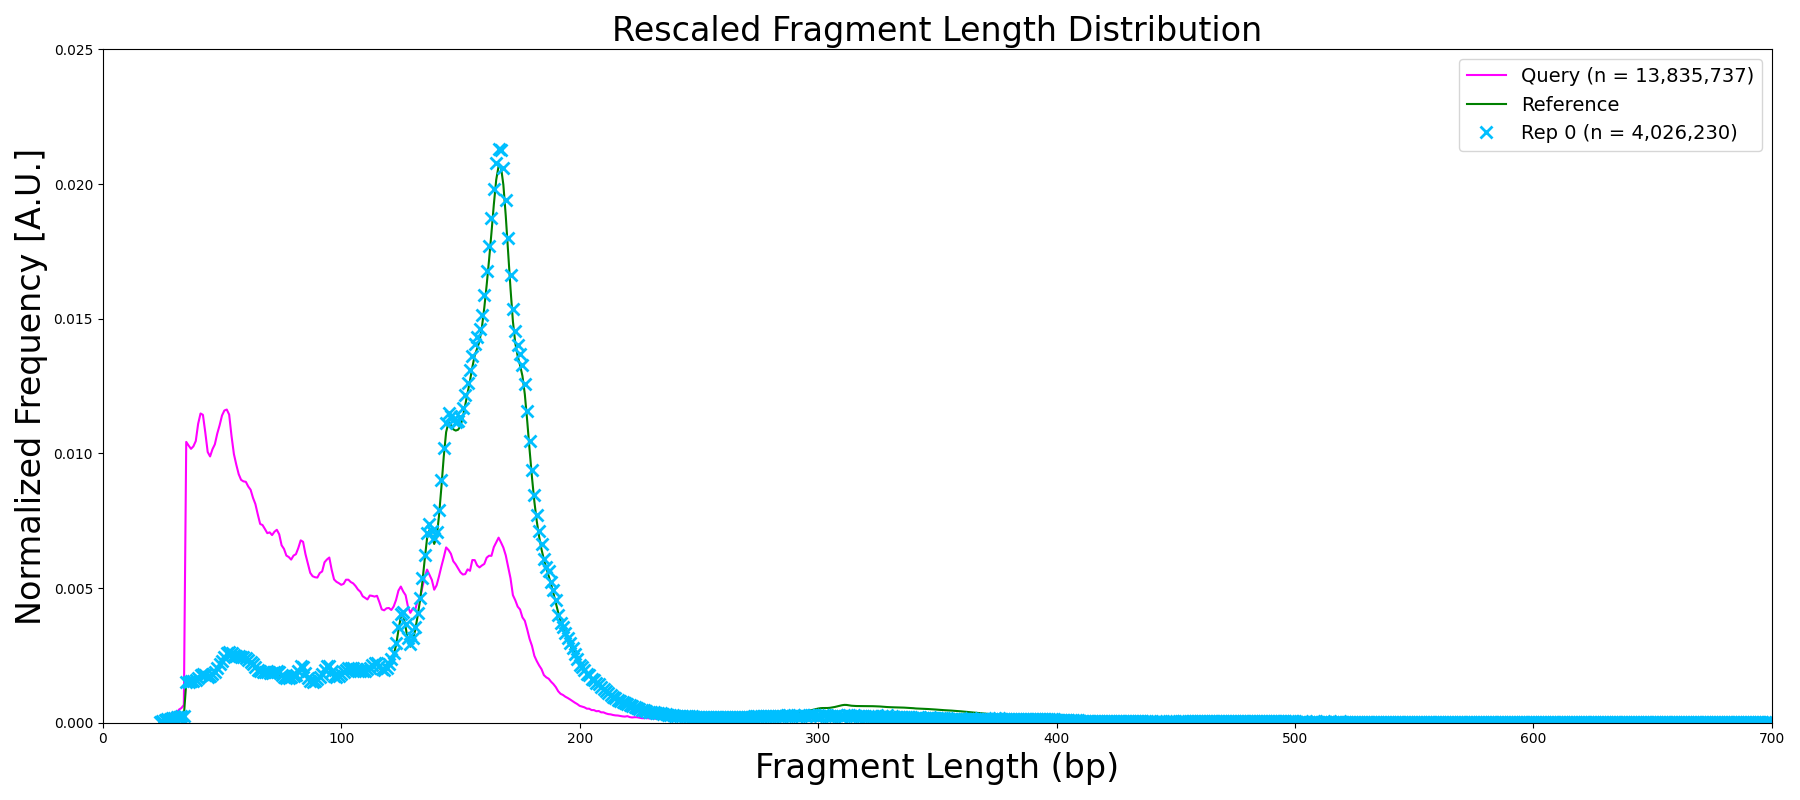 Rescaled Fragment Length Distribution
Normalized Frequency [A.U.]
0.025
0.020
0.015
0.010
0.005
0.000
Query (n = 13,835,737)
Reference
Rep 0 (n = 4,026,230)
0 100 200 300 400 500 600 700
Fragment Length (bp)